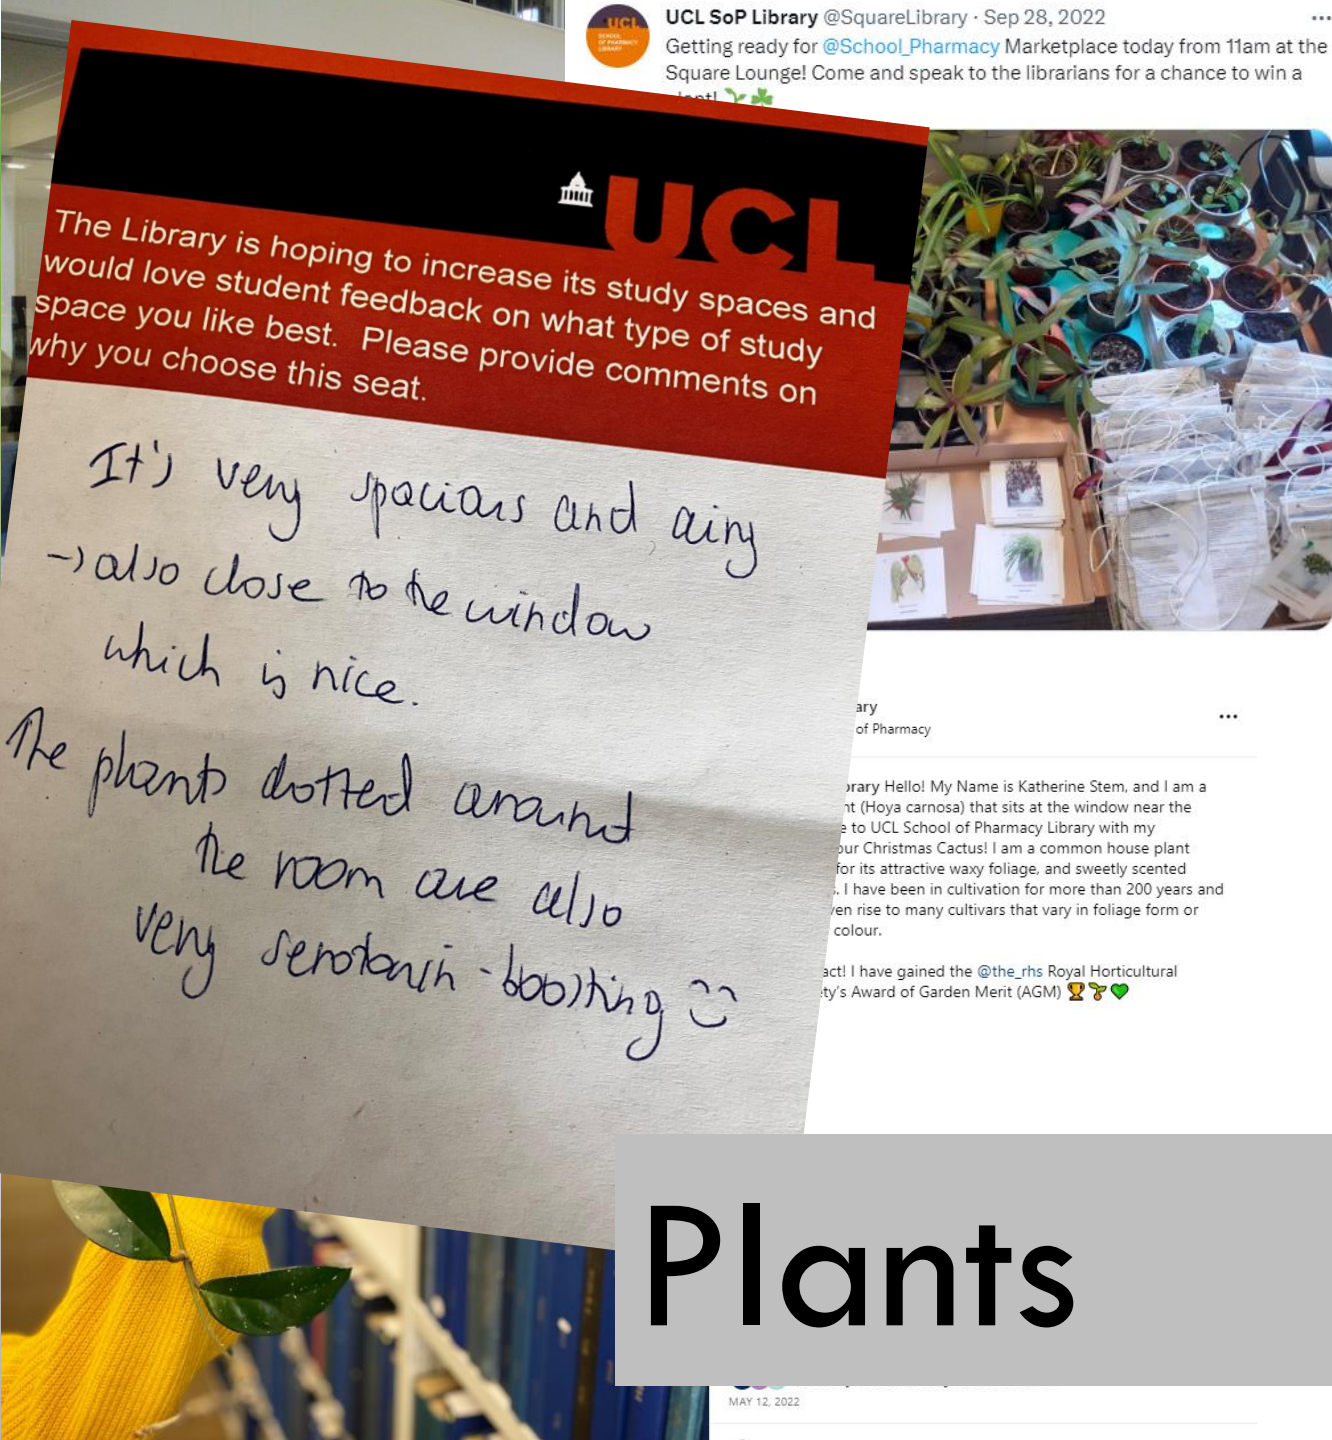 UCL SoP Library @SquareLibrary · Sep 28, 2022
Getting ready for @School_Pharmacy Marketplace today from 11am at the
Square Lounge! Come and speak to the librarians for a chance to win a
plant!
UCL
SCHOOL
OF PHARMACY
LIBRARY
UCL
The Library is hoping to increase its study spaces and
would love student feedback on what type of study
space you like best. Please provide comments on
why you choose this seat.
It's very spacious and airy
→ also close to the window
which is nice.
The plants dotted around
the room are also
very serotonin-boosting
ary
of Pharmacy
brary Hello! My Name is Katherine Stem, and I am a
nt (Hoya carnosa) that sits at the window near the
e to UCL School of Pharmacy Library with my
our Christmas Cactus! I am a common house plant
for its attractive waxy foliage, and sweetly scented
. I have been in cultivation for more than 200 years and
ven rise to many cultivars that vary in foliage form or
colour.
act! I have gained the @the_rhs Royal Horticultural
ty's Award of Garden Merit (AGM)
Plants
MAY 12, 2022